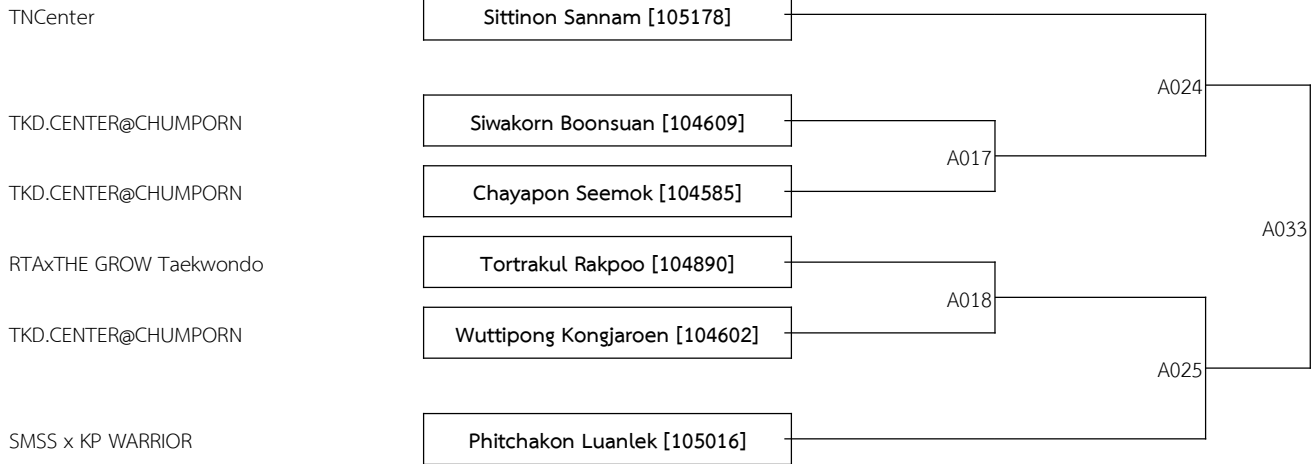 TNCenter Sittinon Sannam [105178]
A024
TKD.CENTER@CHUMPORN Siwakorn Boonsuan [104609]
A017
TKD.CENTER@CHUMPORN Chayapon Seemok [104585]
A033
RTAxTHE GROW Taekwondo Tortrakul Rakpoo [104890]
A018
TKD.CENTER@CHUMPORN Wuttipong Kongjaroen [104602]
A025
SMSS x KP WARRIOR Phitchakon Luanlek [105016]